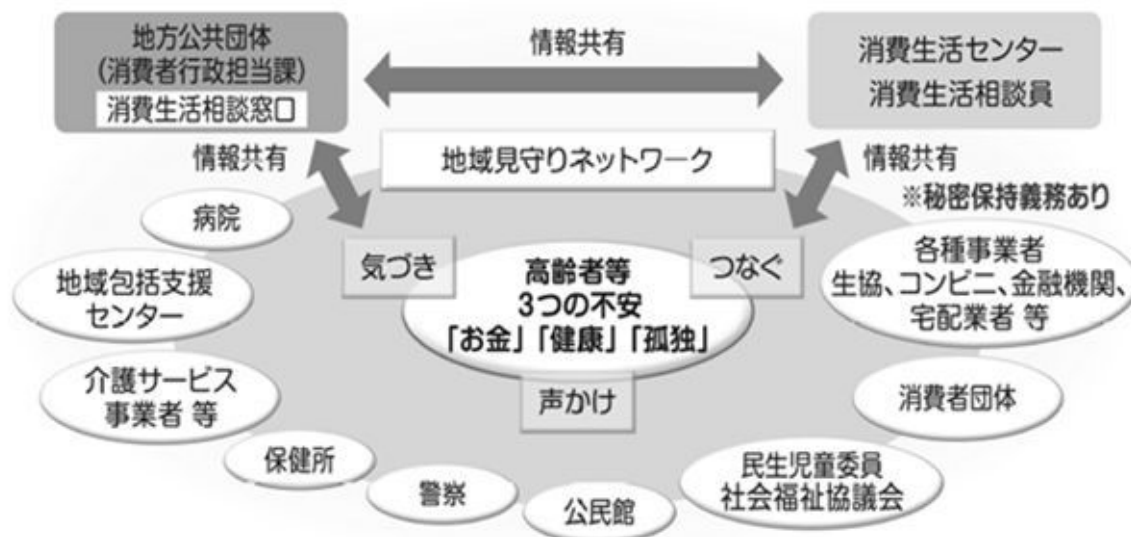 地方公共団体
(消費者行政担当課)
消費生活相談窓口
情報共有
消費生活センター
消費生活相談員
情報共有
地域見守りネットワーク
情報共有
※秘密保持義務あり
病院
気づき
つなぐ
高齢者等
3つの不安
「お金」「健康」「孤独」
声かけ
地域包括支援
センター
各種事業者
生協、コンビニ、金融機関、
宅配業者 等
介護サービス
事業者 等
消費者団体
保健所
警察
公民館
民生児童委員
社会福祉協議会